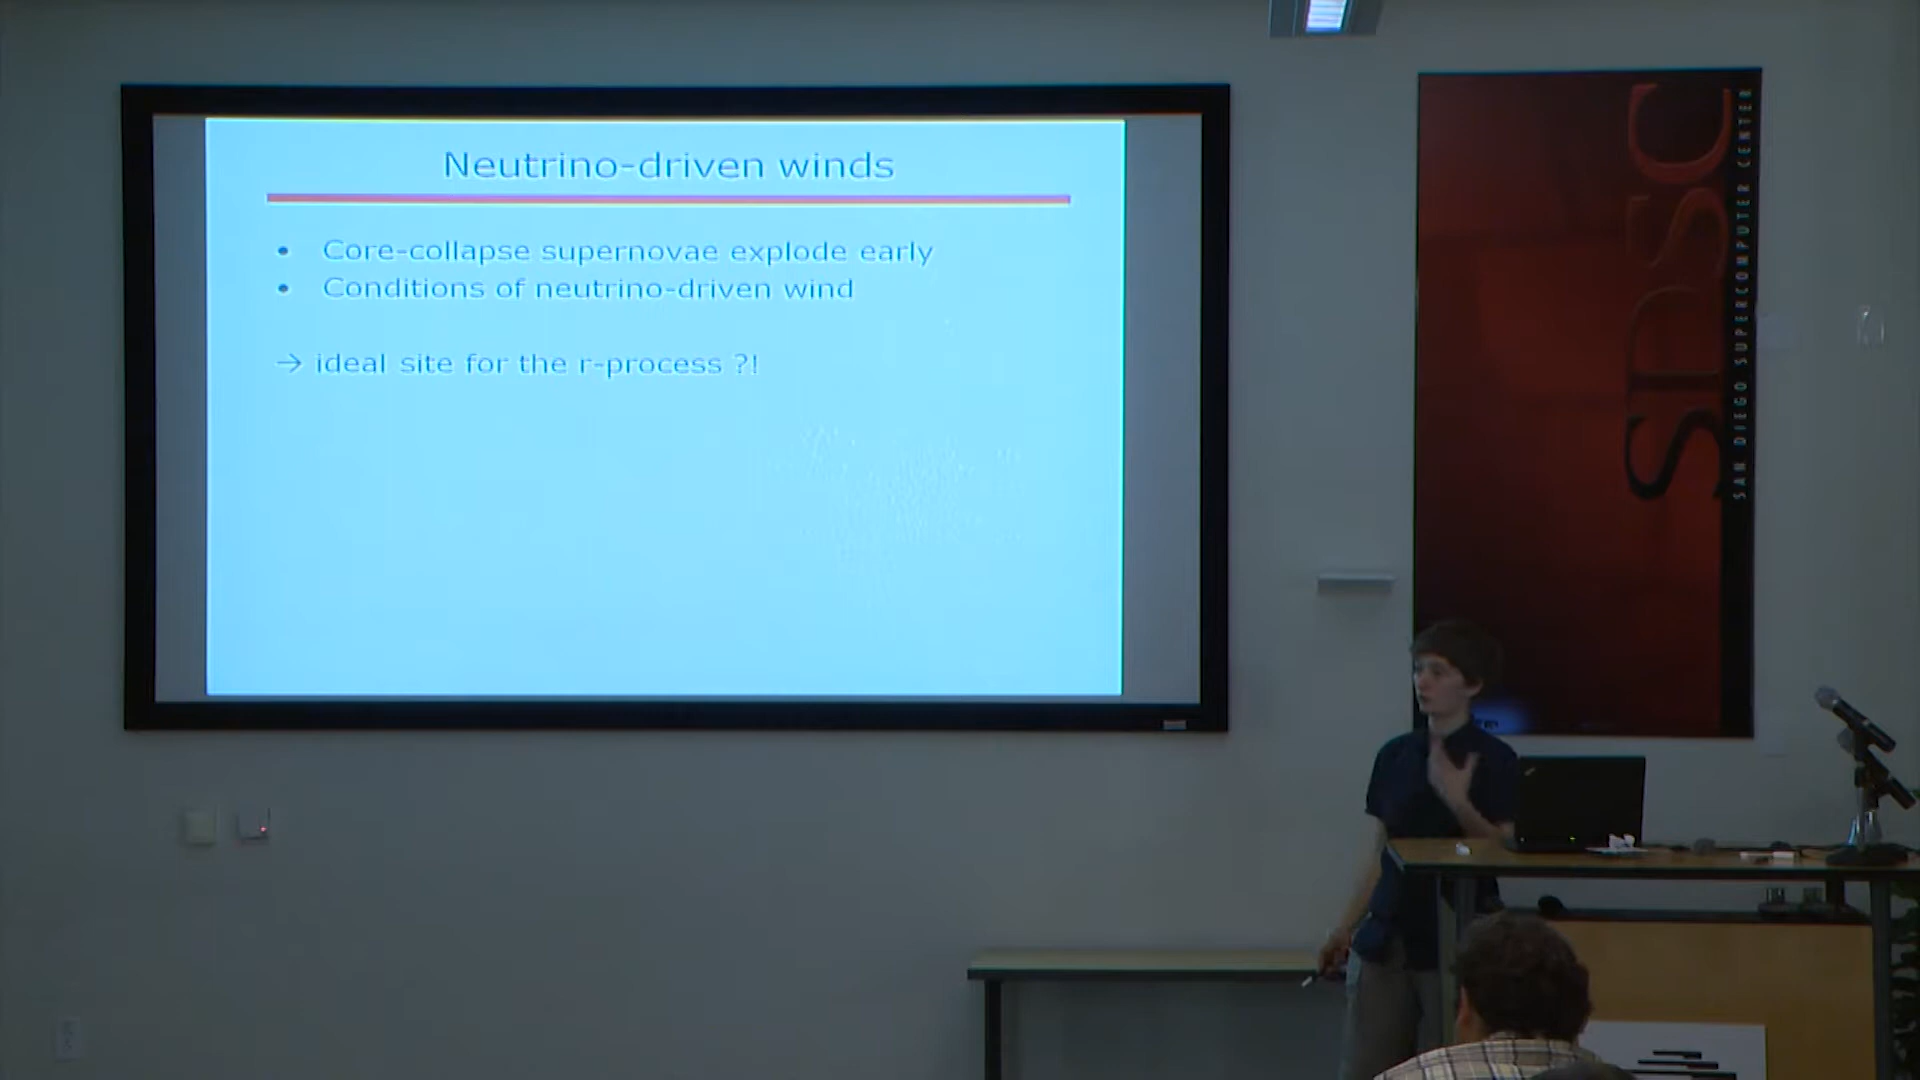 Neutrino-driven winds
• Core-collapse supernovae explode early
• Conditions of neutrino-driven wind
→ ideal site for the r-process ?!
SDSC
SAN DIEGO SUPERCOMPUTER CENTER